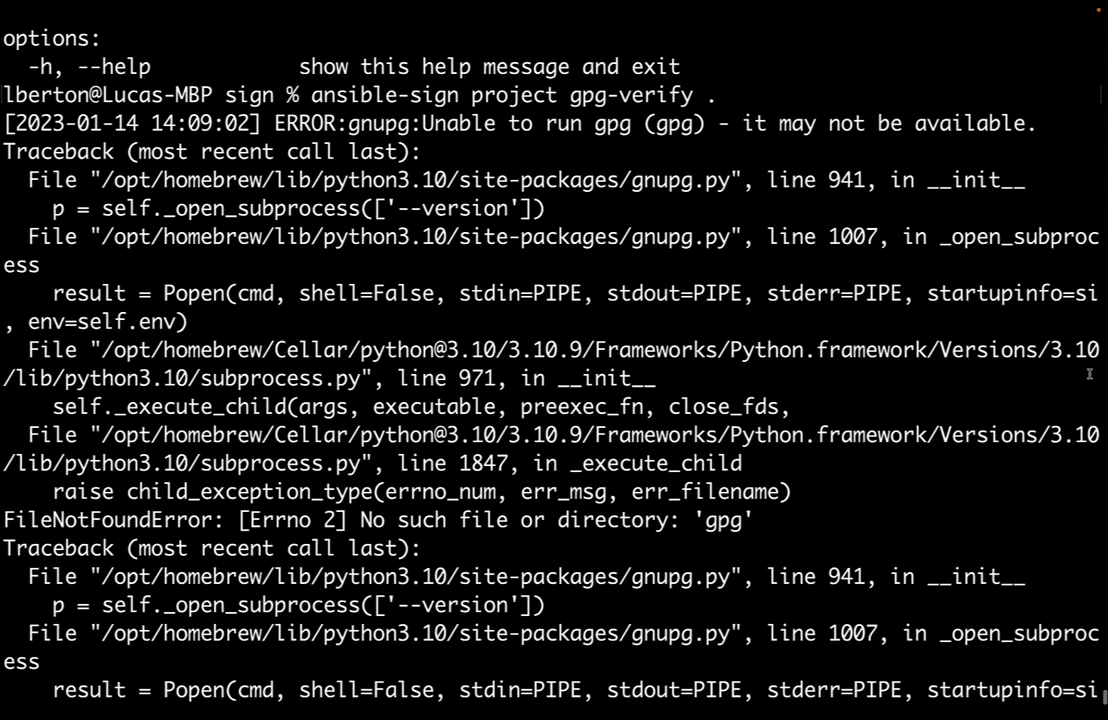 options:
  -h, --help            show this help message and exit
lberton@Lucas-MBP sign % ansible-sign project gpg-verify .
[2023-01-14 14:09:02] ERROR:gnupg:Unable to run gpg (gpg) - it may not be available.
Traceback (most recent call last):
  File "/opt/homebrew/lib/python3.10/site-packages/gnupg.py", line 941, in __init__
    p = self._open_subprocess(['--version'])
  File "/opt/homebrew/lib/python3.10/site-packages/gnupg.py", line 1007, in _open_subproc
ess
    result = Popen(cmd, shell=False, stdin=PIPE, stdout=PIPE, stderr=PIPE, startupinfo=si
, env=self.env)
  File "/opt/homebrew/Cellar/python@3.10/3.10.9/Frameworks/Python.framework/Versions/3.10
/lib/python3.10/subprocess.py", line 971, in __init__
    self._execute_child(args, executable, preexec_fn, close_fds,
  File "/opt/homebrew/Cellar/python@3.10/3.10.9/Frameworks/Python.framework/Versions/3.10
/lib/python3.10/subprocess.py", line 1847, in _execute_child
    raise child_exception_type(errno_num, err_msg, err_filename)
FileNotFoundError: [Errno 2] No such file or directory: 'gpg'
Traceback (most recent call last):
  File "/opt/homebrew/lib/python3.10/site-packages/gnupg.py", line 941, in __init__
    p = self._open_subprocess(['--version'])
  File "/opt/homebrew/lib/python3.10/site-packages/gnupg.py", line 1007, in _open_subproc
ess
    result = Popen(cmd, shell=False, stdin=PIPE, stdout=PIPE, stderr=PIPE, startupinfo=si